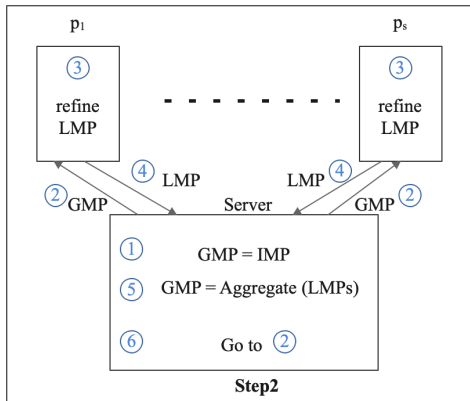 p1 ps
③ ③
refine refine
LMP LMP
④ LMP LMP ④
② GMP GMP ②
Server
① GMP = IMP
⑤ GMP = Aggregate (LMPs)
⑥ Go to ②
Step2